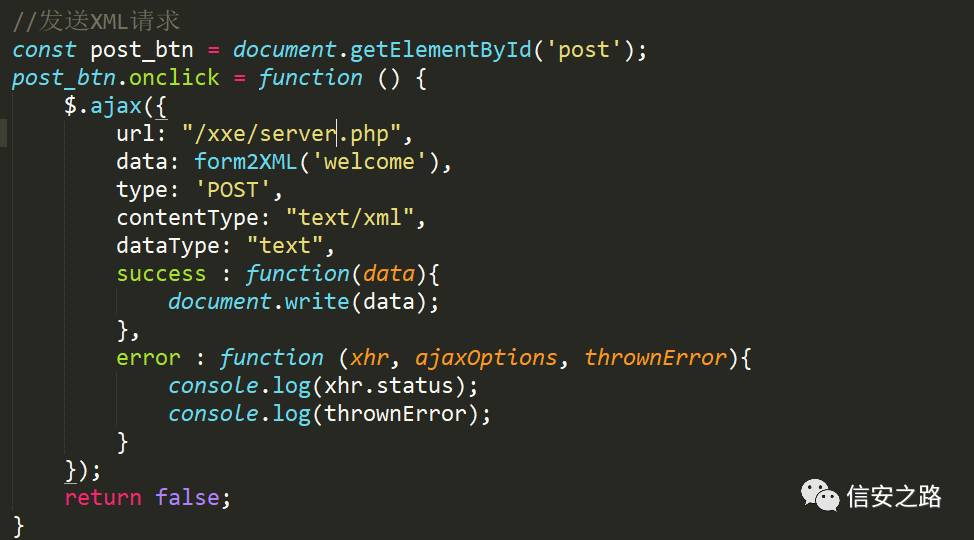 //发送XML请求
const post_btn = document.getElementById('post');
post_btn.onclick = function () {
    $.ajax({
        url: "/xxe/server.php",
        data: form2XML('welcome'),
        type: 'POST',
        contentType: "text/xml",
        dataType: "text",
        success : function(data){
            document.write(data);
        },
        error : function (xhr, ajaxOptions, thrownError){
            console.log(xhr.status);
            console.log(thrownError);
        }
    });
    return false;
}
信安之路